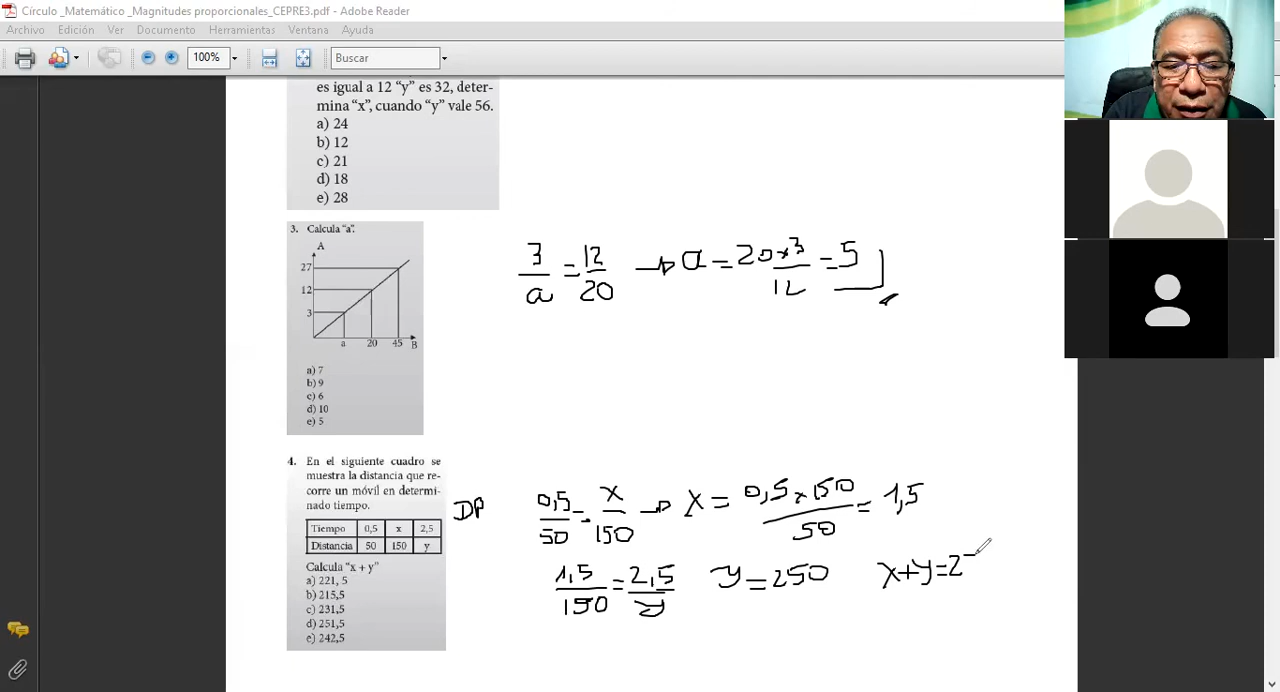 Círculo _Matemático _Magnitudes proporcionales_CEPRE3.pdf - Adobe Reader
Archivo Edición Ver Documento Herramientas Ventana Ayuda
100% Buscar
es igual a 12 “y” es 32, deter-
mina “x”, cuando “y” vale 56.
a) 24
b) 12
c) 21
d) 18
e) 28
3. Calcula “a”.
A
27
12
3
a 20 45 B
a) 7
b) 9
c) 6
d) 10
e) 5
3/a = 12/20 → a = 20x3/12 = 5
4. En el siguiente cuadro se
muestra la distancia que re-
corre un móvil en determi-
nado tiempo.
Tiempo 0,5 x 2,5
Distancia 50 150 y
Calcula “x + y”
a) 221, 5
b) 215,5
c) 231,5
d) 251,5
e) 242,5
DP
0,5/50 = x/150 → x = 0,5x150/50 = 1,5
1,5/150 = 2,5/y y = 250 x+y=2